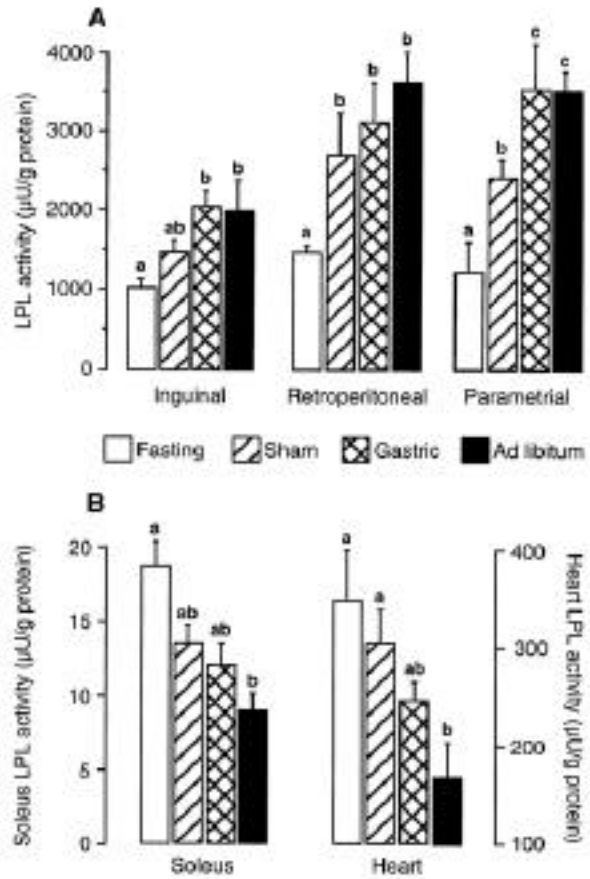 A
LPL activity (µU/g protein)
4000
3000
2000
1000
0
a
ab
b
b
a
b
b
b
a
b
c
c
Inguinal
Retroperitoneal
Parametrial
Fasting
Sham
Gastric
Ad libitum
B
Soleus LPL activity (µU/g protein)
20
15
10
5
0
a
ab
ab
b
a
a
ab
b
400
300
200
100
Heart LPL activity (µU/g protein)
Soleus
Heart